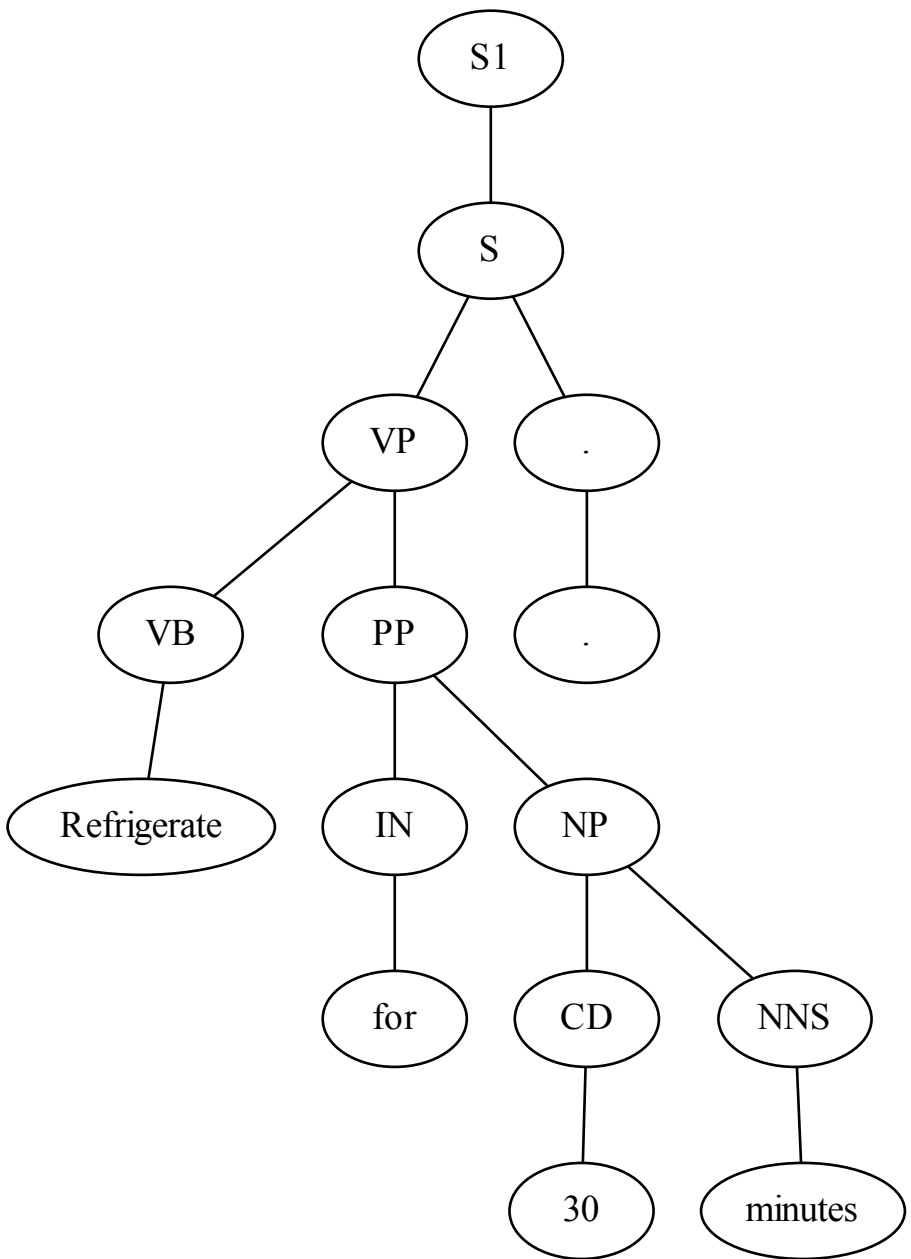 S1
S
VP .
VB PP .
Refrigerate IN NP
for CD NNS
30 minutes